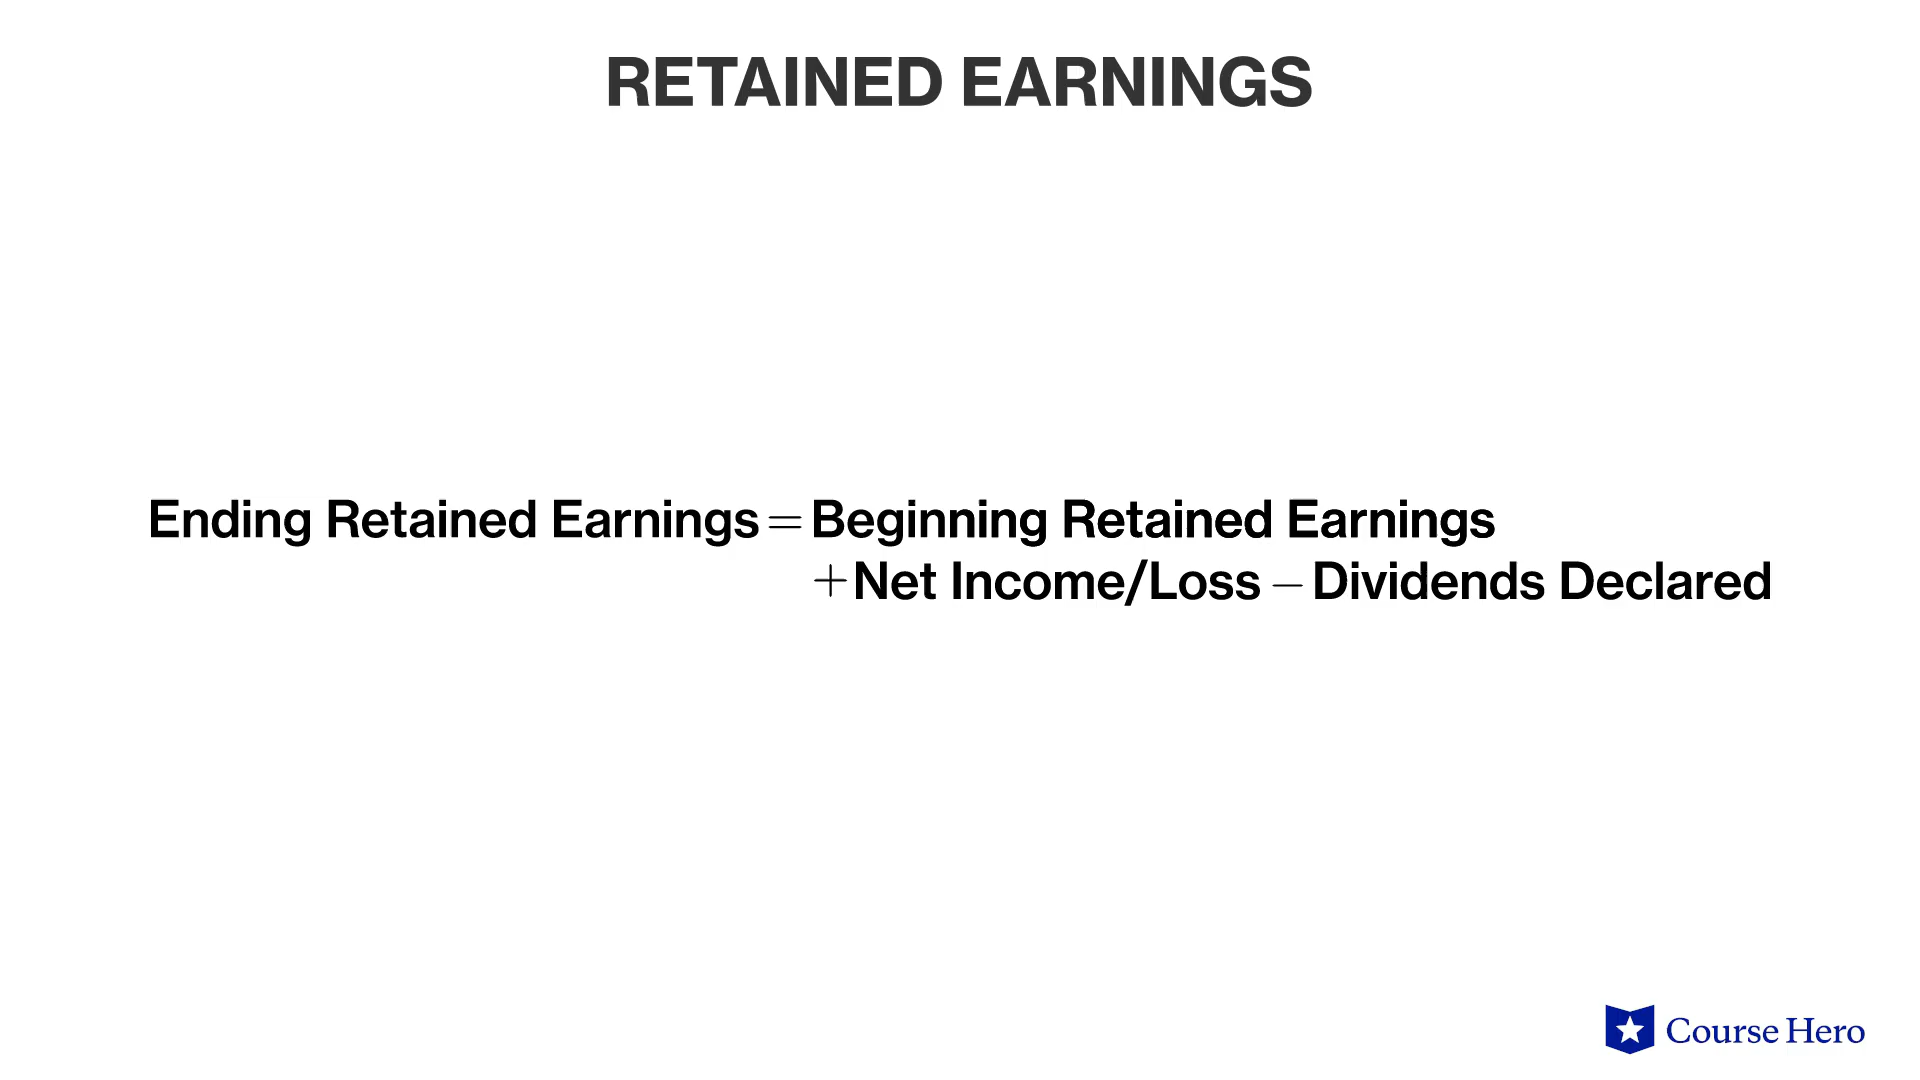 RETAINED EARNINGS
Ending Retained Earnings = Beginning Retained Earnings
+ Net Income/Loss − Dividends Declared
Course Hero